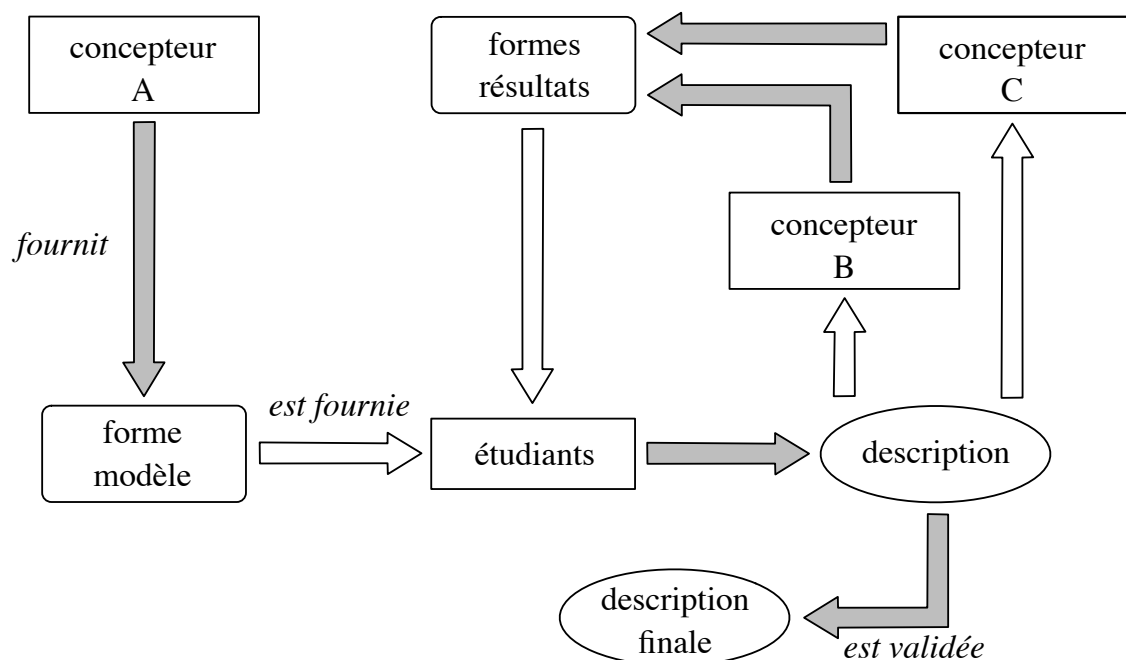 concepteur
A
formes
résultats
concepteur
C
concepteur
B
fournit
est fournie
forme
modèle
étudiants
description
description
finale
est validée